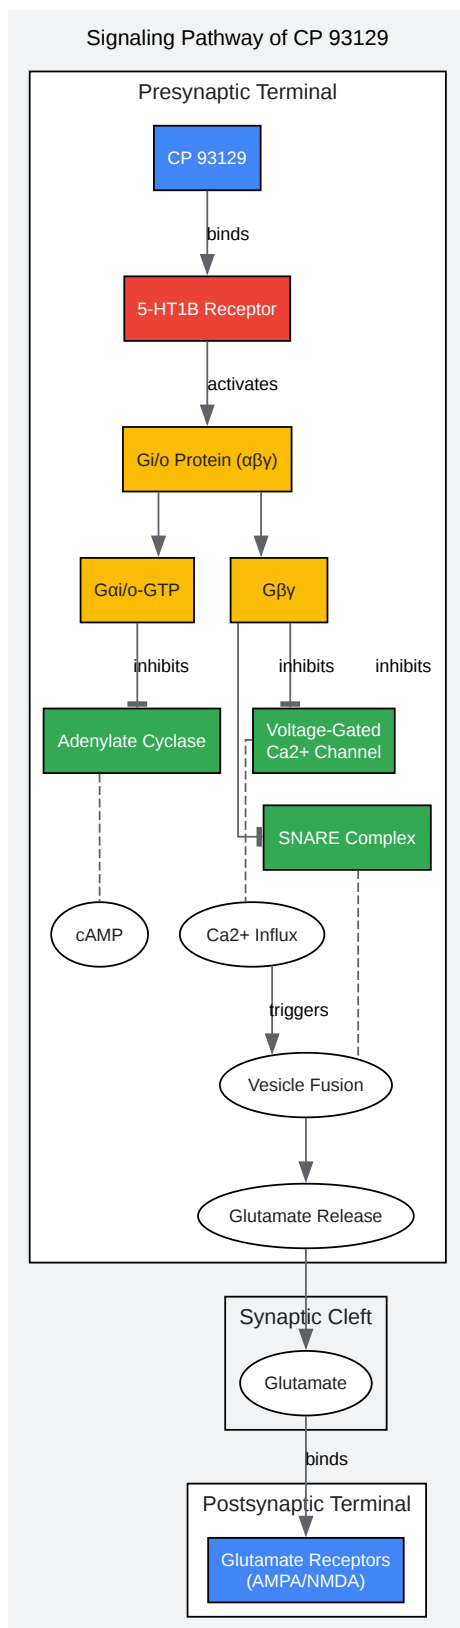 Signaling Pathway of CP 93129
Presynaptic Terminal
CP 93129
binds
5-HT1B Receptor
activates
Gi/o Protein (αβγ)
Gαi/o-GTP
Gβγ
inhibits
inhibits
inhibits
Adenylate Cyclase
Voltage-Gated
Ca2+ Channel
SNARE Complex
cAMP
Ca2+ Influx
triggers
Vesicle Fusion
Glutamate Release
Synaptic Cleft
Glutamate
binds
Postsynaptic Terminal
Glutamate Receptors
(AMPA/NMDA)